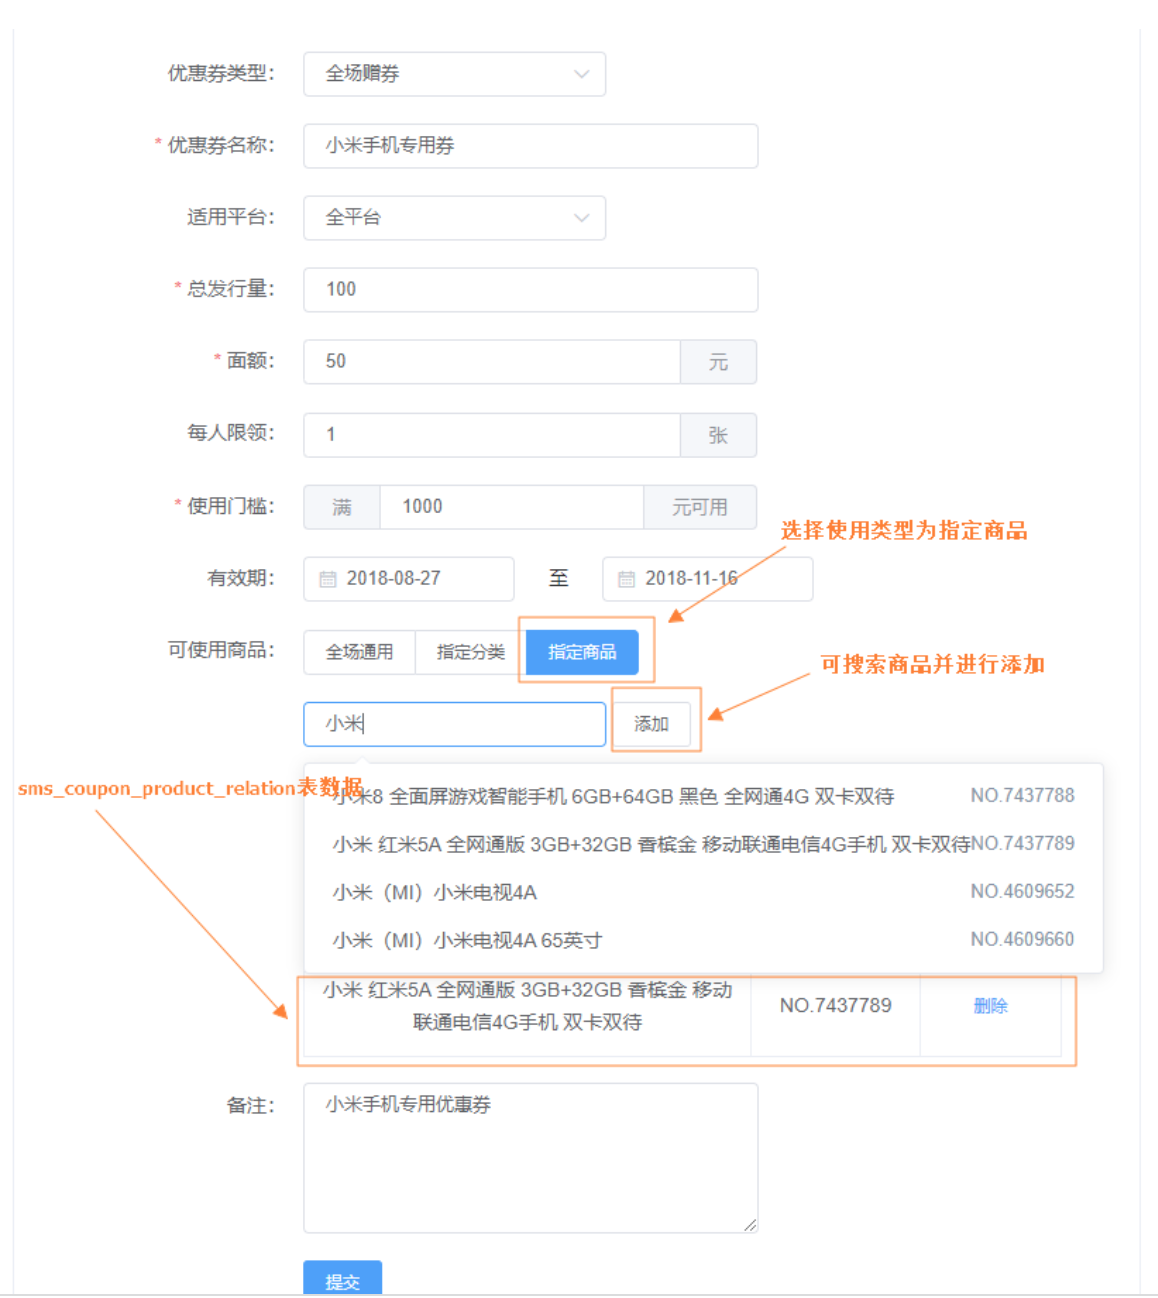 优惠券类型： 全场赠券
* 优惠券名称： 小米手机专用券
适用平台： 全平台
* 总发行量： 100
* 面额： 50 元
每人限领： 1 张
* 使用门槛： 满 1000 元可用
选择使用类型为指定商品
有效期： 2018-08-27 至 2018-11-16
可使用商品： 全场通用 指定分类 指定商品
可搜索商品并进行添加
小米 添加
sms_coupon_product_relation表数据
小米8 全面屏游戏智能手机 6GB+64GB 黑色 全网通4G 双卡双待 NO.7437788
小米 红米5A 全网通版 3GB+32GB 香槟金 移动联通电信4G手机 双卡双待NO.7437789
小米（MI）小米电视4A NO.4609652
小米（MI）小米电视4A 65英寸 NO.4609660
小米 红米5A 全网通版 3GB+32GB 香槟金 移动
联通电信4G手机 双卡双待 NO.7437789 删除
备注： 小米手机专用优惠券
提交